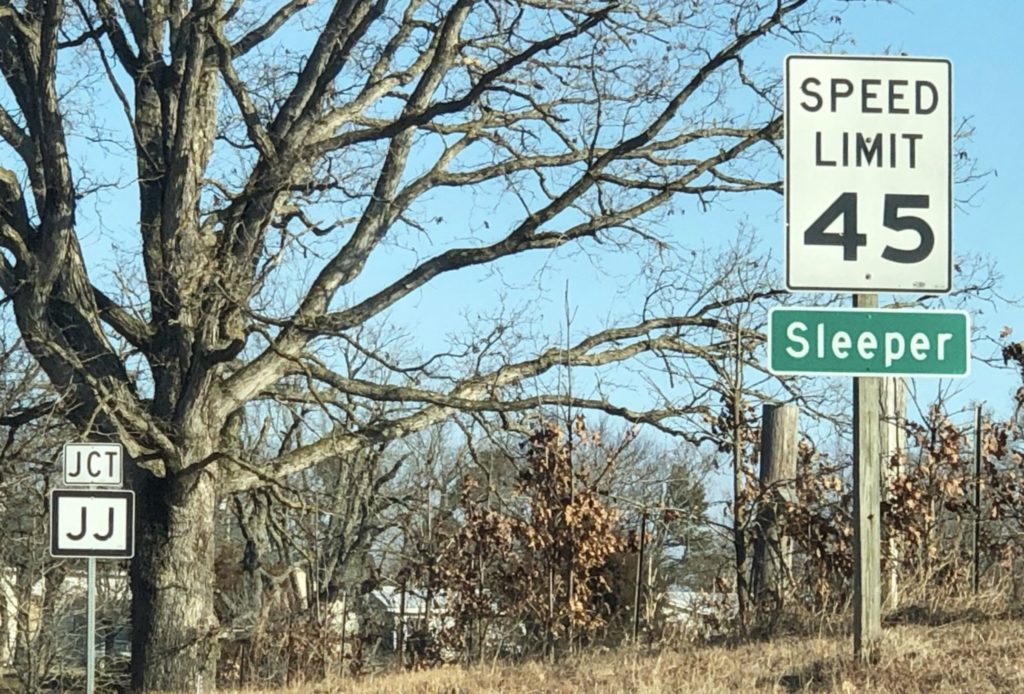 SPEED
LIMIT
45
Sleeper
JCT
JJ